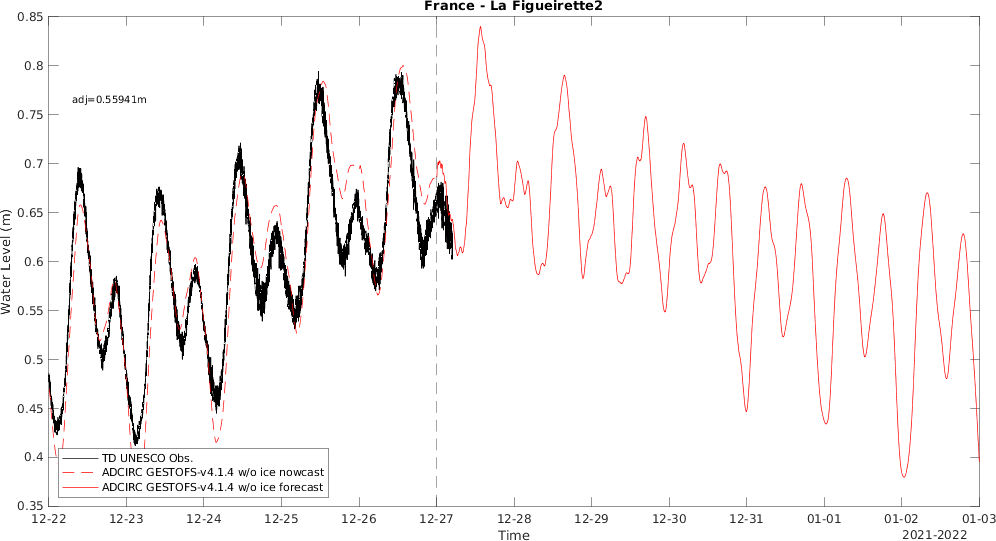 France - La Figueirette2
0.85
0.8
0.75
0.7
0.65
0.6
0.55
0.5
0.45
0.4
0.35
Water Level (m)
adj=0.55941m
TD UNESCO Obs.
ADCIRC GESTOFS-v4.1.4 w/o ice nowcast
ADCIRC GESTOFS-v4.1.4 w/o ice forecast
12-22 12-23 12-24 12-25 12-26 12-27 12-28 12-29 12-30 12-31 01-01 01-02 01-03
Time
2021-2022